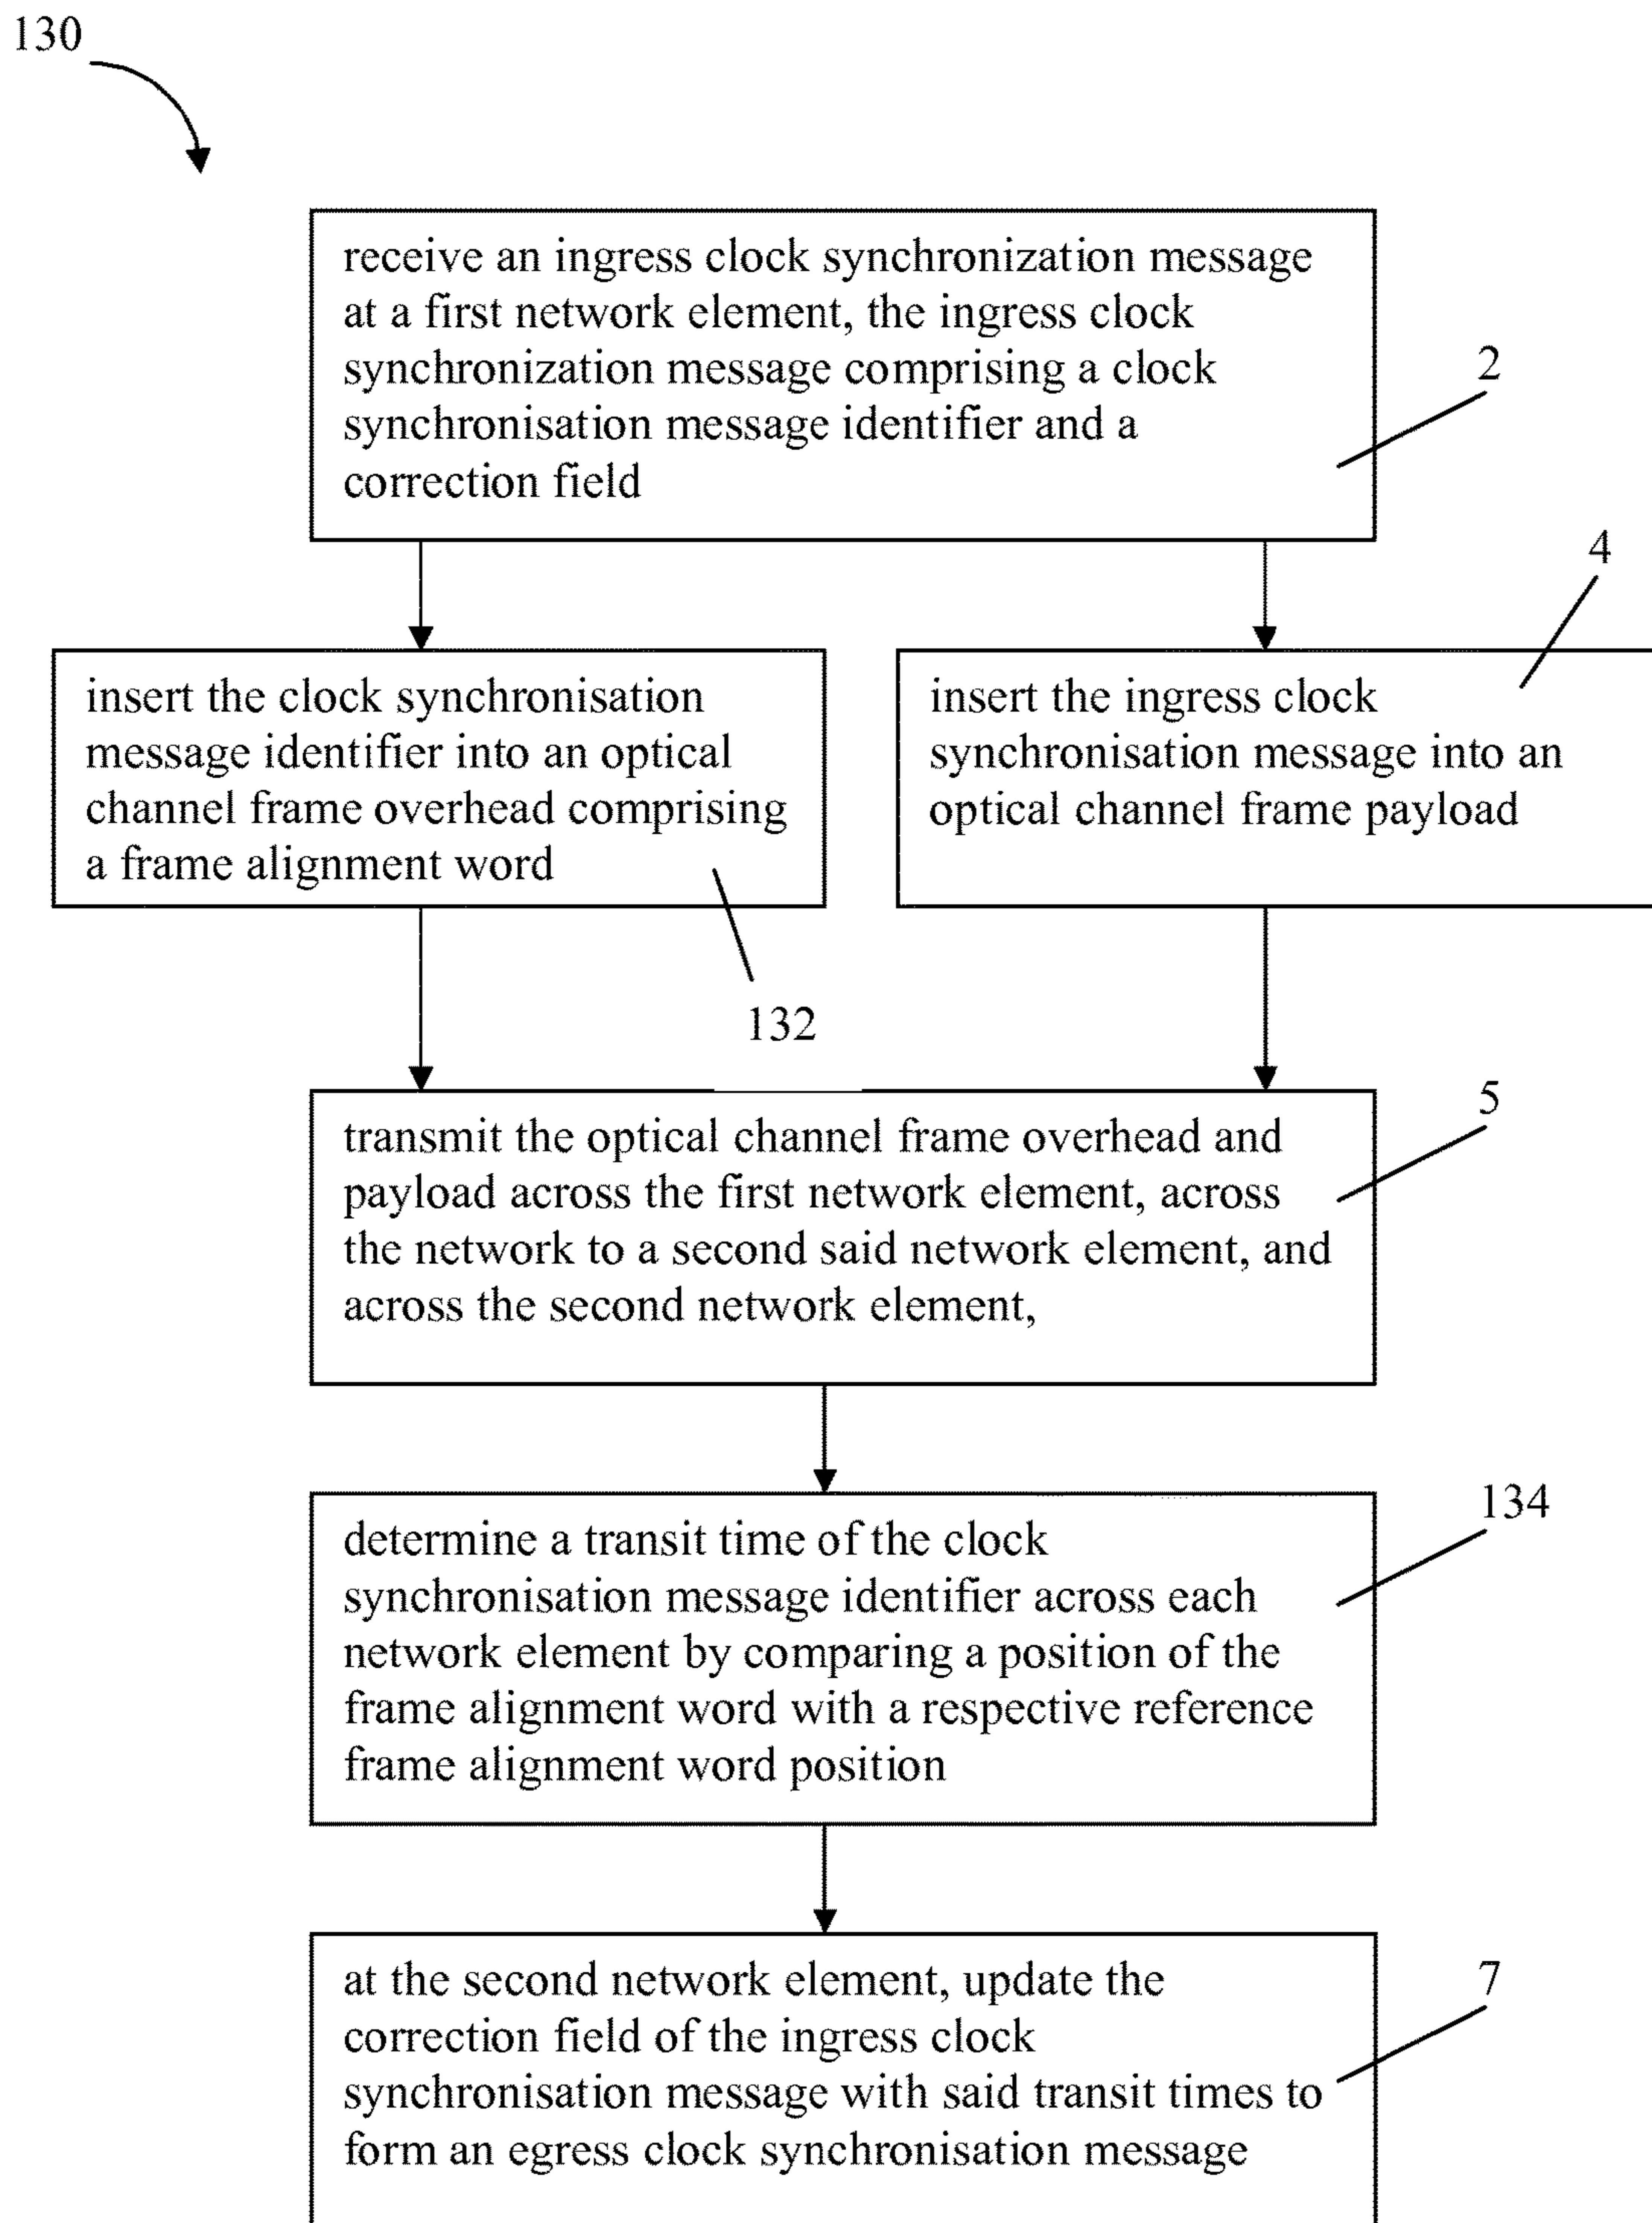 130
receive an ingress clock synchronization message
at a first network element, the ingress clock
synchronization message comprising a clock
synchronisation message identifier and a
correction field
2
4
insert the clock synchronisation
message identifier into an optical
channel frame overhead comprising
a frame alignment word
132
insert the ingress clock
synchronisation message into an
optical channel frame payload
transmit the optical channel frame overhead and
payload across the first network element, across
the network to a second said network element, and
across the second network element,
5
determine a transit time of the clock
synchronisation message identifier across each
network element by comparing a position of the
frame alignment word with a respective reference
frame alignment word position
134
at the second network element, update the
correction field of the ingress clock
synchronisation message with said transit times to
form an egress clock synchronisation message
7